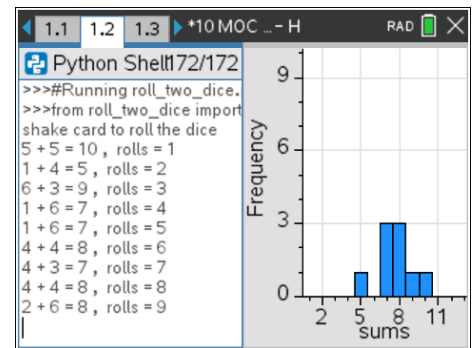 1.1 1.2 1.3 *10 MOC ...– H RAD
Python Shell 172/172
>>>#Running roll_two_dice.
>>>from roll_two_dice import
shake card to roll the dice
5 + 5 = 10 , rolls = 1
1 + 4 = 5 , rolls = 2
6 + 3 = 9 , rolls = 3
1 + 6 = 7 , rolls = 4
1 + 6 = 7 , rolls = 5
4 + 4 = 8 , rolls = 6
4 + 3 = 7 , rolls = 7
4 + 4 = 8 , rolls = 8
2 + 6 = 8 , rolls = 9
Frequency
9
6
3
0
2 5 8 11
sums